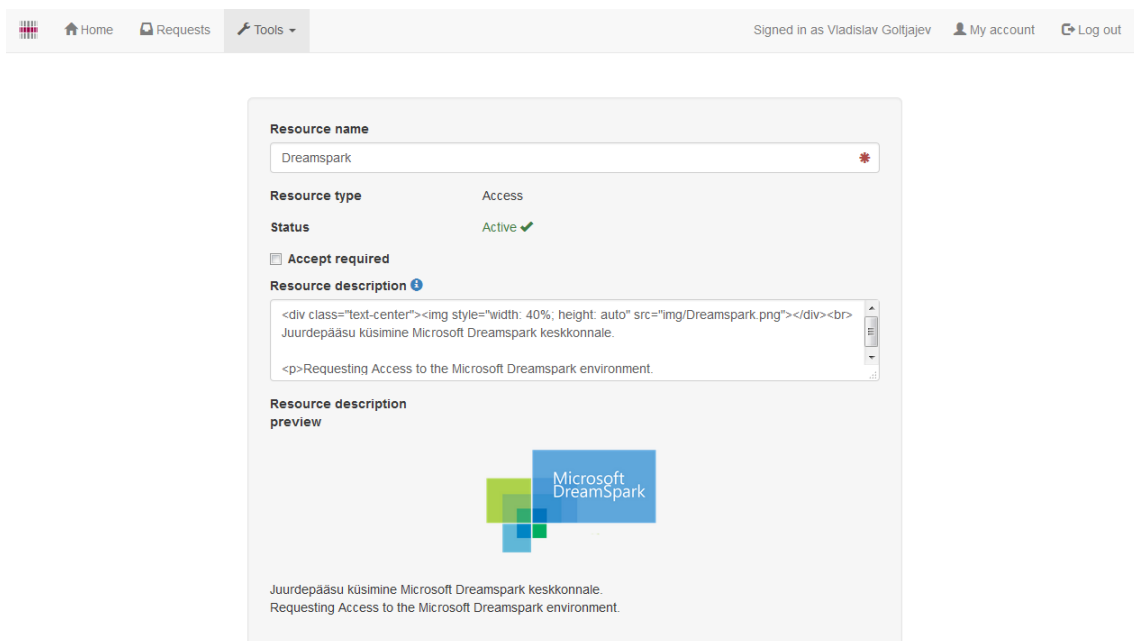 Home Requests Tools Signed in as Vladislav Goltjajev My account Log out
Resource name
Dreamspark
Resource type Access
Status Active
Accept required
Resource description
<div class="text-center"><img style="width: 40%; height: auto" src="img/Dreamspark.png"></div><br>
Juurdepääsu küsimine Microsoft Dreamspark keskkonnale.
<p>Requesting Access to the Microsoft Dreamspark environment.
Resource description
preview
Microsoft
DreamSpark
Juurdepääsu küsimine Microsoft Dreamspark keskkonnale.
Requesting Access to the Microsoft Dreamspark environment.